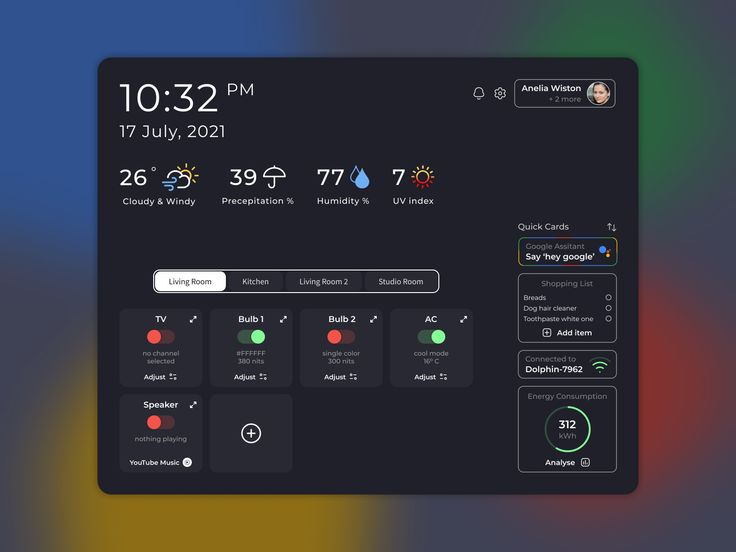 10:32 PM
17 July, 2021
Anelia Wiston
+ 2 more
26° 39 77 7
Cloudy & Windy Precepitation % Humidity % UV index
Quick Cards
Google Assitant
Say ‘hey google’
Living Room Kitchen Living Room 2 Studio Room
Shopping List
Breads
Dog hair cleaner
Toothpaste white one
Add item
TV
no channel
selected
Adjust
Bulb 1
#FFFFFF
380 nits
Adjust
Bulb 2
single color
300 nits
Adjust
AC
cool mode
16° C
Adjust
Connected to
Dolphin-7962
Speaker
nothing playing
YouTube Music
Energy Consumption
312
kWh
Analyse